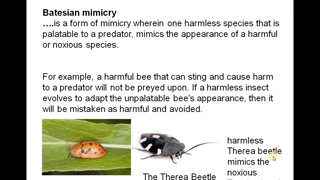 Batesian mimicry
....is a form of mimicry wherein one harmless species that is
palatable to a predator, mimics the appearance of a harmful
or noxious species.
For example, a harmful bee that can sting and cause harm
to a predator will not be preyed upon. If a harmless insect
evolves to adapt the unpalatable bee's appearance, then it
will be mistaken as harmful and avoided.
harmless
Therea beetle
mimics the
noxious
The Therea Beetle